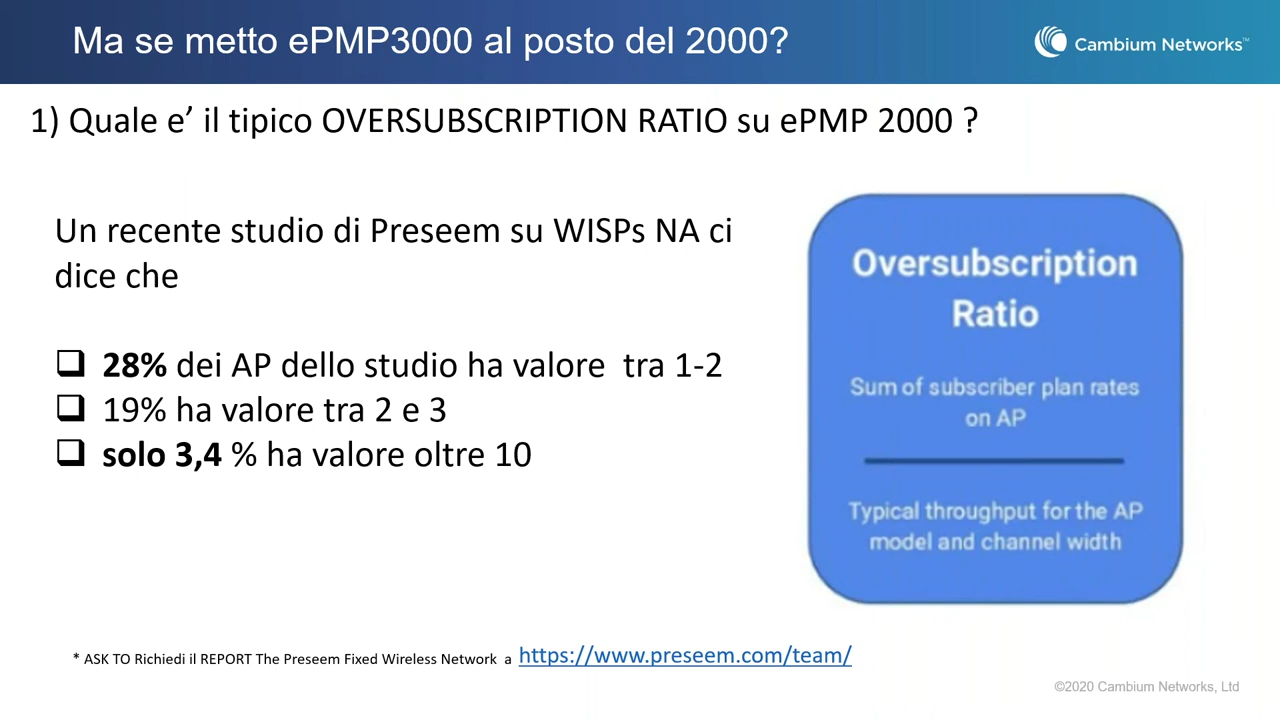 Ma se metto ePMP3000 al posto del 2000?
Cambium Networks™
1) Quale e’ il tipico OVERSUBSCRIPTION RATIO su ePMP 2000 ?
Un recente studio di Preseem su WISPs NA ci
dice che
28% dei AP dello studio ha valore tra 1-2
19% ha valore tra 2 e 3
solo 3,4 % ha valore oltre 10
Oversubscription
Ratio
Sum of subscriber plan rates
on AP
Typical throughput for the AP
model and channel width
* ASK TO Richiedi il REPORT The Preseem Fixed Wireless Network a https://www.preseem.com/team/
©2020 Cambium Networks, Ltd